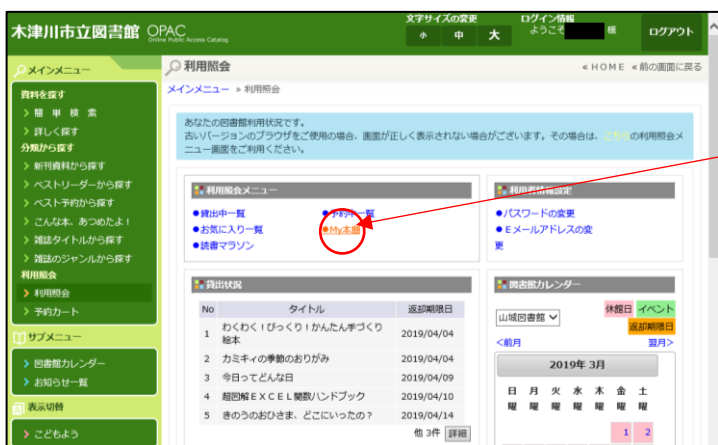 木津川市立図書館 OPAC
Online Public Access Catalog
文字サイズの変更
小 中 大
ログイン情報
ようこそ 様
ログアウト
メインメニュー
資料を探す
> 簡 単 検 索
> 詳しく探す
分類から探す
> 新刊資料から探す
> ベストリーダーから探す
> ベスト予約から探す
> こんな本、あつめたよ！
> 雑誌タイトルから探す
> 雑誌のジャンルから探す
利用照会
> 利用照会
> 予約カート
サブメニュー
> 図書館カレンダー
> お知らせ一覧
表示切替
> こどもよう
利用照会
« HOME « 前の画面に戻る
メインメニュー » 利用照会
あなたの図書館利用状況です。
古いバージョンのブラウザをご使用の場合、画面が正しく表示されない場合がございます。その場合は、こちらの利用照会メ
ニュー画面をご利用ください。
利用照会メニュー
●貸出中一覧 ●予約中一覧
●お気に入り一覧 ●My本棚
●読書マラソン
利用者情報設定
●パスワードの変更
●Eメールアドレスの変
更
貸出状況
No タイトル 返却期限日
1 わくわく！びっくり！かんたん手づくり
絵本 2019/04/04
2 カミキィの季節のおりがみ 2019/04/04
3 今日ってどんな日 2019/04/09
4 超図解ＥＸＣＥＬ関数ハンドブック 2019/04/10
5 きのうのおひさま、どこにいったの？ 2019/04/14
他 3件 詳細
図書館カレンダー
山城図書館
休館日 イベント
返却期限日
<前月 翌月>
2019年 3月
日 月 火 水 木 金 土
曜 曜 曜 曜 曜 曜 曜
1 2